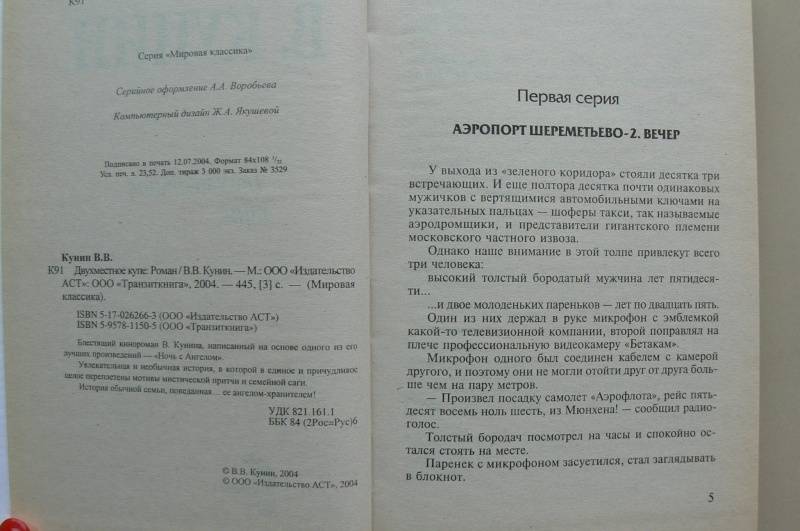 К91
Серия «Мировая классика»
Серийное оформление А.А. Воробьева
Компьютерный дизайн Ж.А. Якушевой
Подписано в печать 12.07.2004. Формат 84x108 1/32
Усл. печ. л. 23,52. Доп. тираж 3 000 экз. Заказ № 3529
Кунин В.В.
К91 Двухместное купе: Роман / В.В. Кунин. — М.: ООО «Издательство
АСТ»: ООО «Транзиткнига», 2004. — 445, [3] с. — (Мировая
классика).
ISBN 5-17-026266-3 (ООО «Издательство АСТ»)
ISBN 5-9578-1150-5 (ООО «Транзиткнига»)
Блестящий кинороман В. Кунина, написанный на основе одного из его
лучших произведений — «Ночь с Ангелом».
Увлекательная и необычная история, в которой в единое и причудливое
целое переплетены мотивы мистической притчи и семейной саги.
История обычной семьи, поведанная... ее ангелом-хранителем!
УДК 821.161.1
ББК 84 (2Рос=Рус)6
© В.В. Кунин, 2004
© ООО «Издательство АСТ», 2004
Первая серия
АЭРОПОРТ ШЕРЕМЕТЬЕВО-2. ВЕЧЕР
У выхода из «зеленого коридора» стояли десятка три
встречающих. И еще полтора десятка почти одинаковых
мужичков с вертящимися автомобильными ключами на
указательных пальцах — шоферы такси, так называемые
аэродромщики, и представители гигантского племени
московского частного извоза.
Однако наше внимание в этой толпе привлекут всего
три человека:
высокий толстый бородатый мужчина лет пятидеся-
ти...
...и двое молоденьких пареньков — лет по двадцать пять.
Один из них держал в руке микрофон с эмблемкой
какой-то телевизионной компании, второй поправлял на
плече профессиональную видеокамеру «Бетакам».
Микрофон одного был соединен кабелем с камерой
другого, и поэтому они не могли отойти друг от друга боль-
ше чем на пару метров.
— Произвел посадку самолет «Аэрофлота», рейс пять-
десят восемь ноль шесть, из Мюнхена! — сообщил радио-
голос.
Толстый бородач посмотрел на часы и спокойно ос-
тался стоять на месте.
Паренек с микрофоном засуетился, стал заглядывать
в блокнот.
5